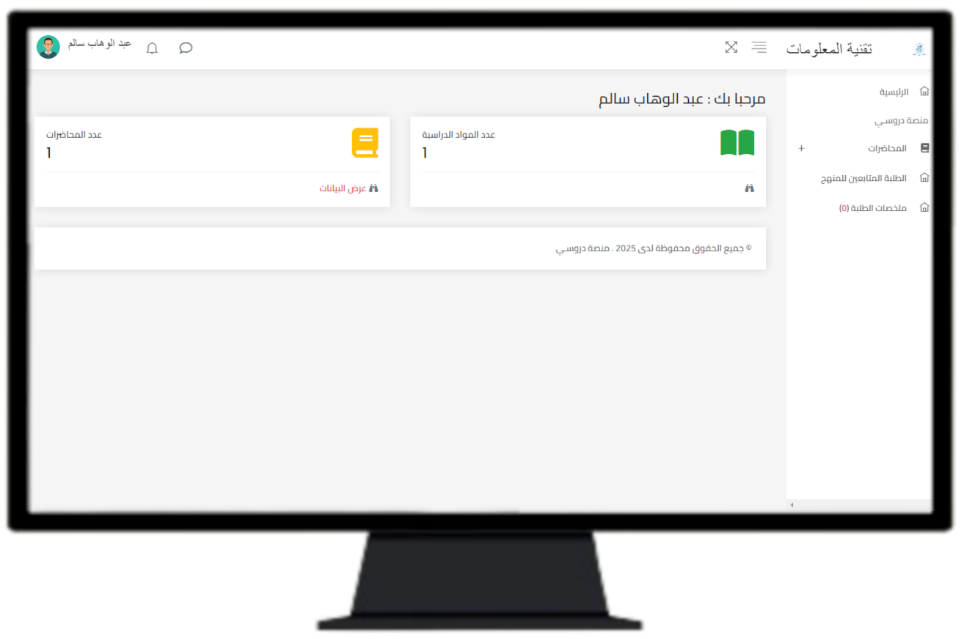 تقنية المعلومات
عبد الوهاب سالم
الرئيسية
منصة دروسي
المحاضرات +
الطلبة المتابعين للمنهج
ملخصات الطلبة (0)
مرحبا بك : عبد الوهاب سالم
عدد المواد الدراسية
1
عدد المحاضرات
1
عرض البيانات
© جميع الحقوق محفوظة لدى 2025 . منصة دروسي